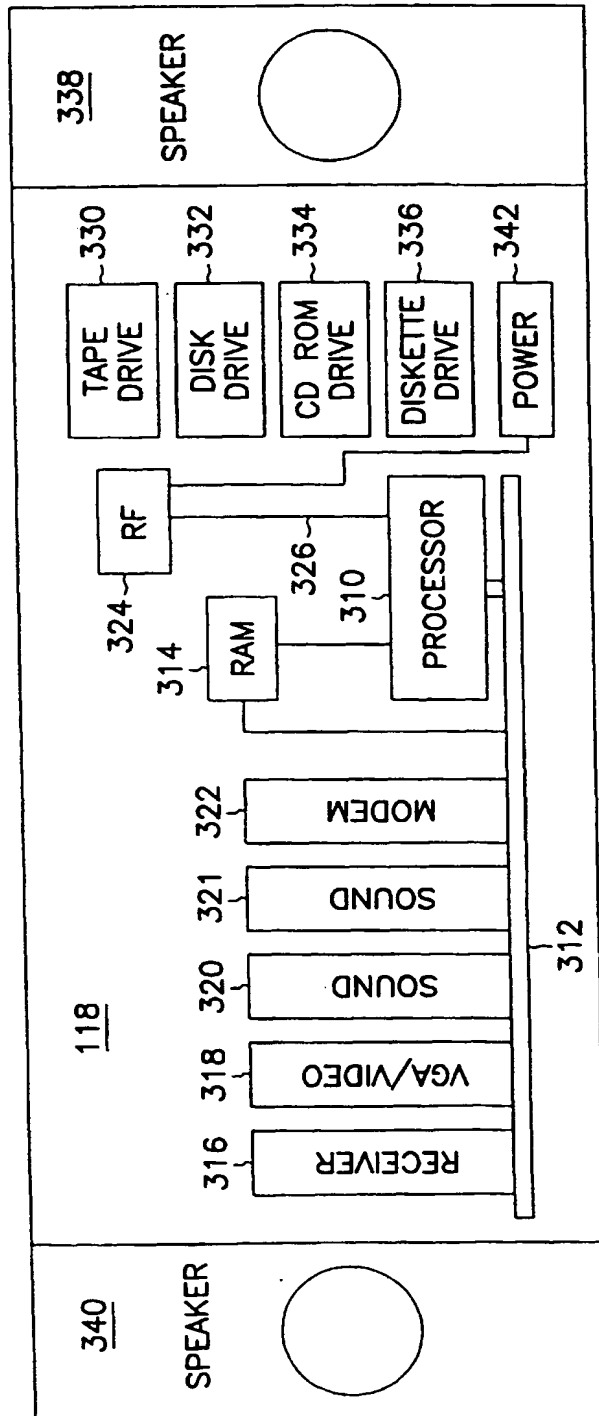 340
SPEAKER
118
316
RECEIVER
318
VGA/VIDEO
320
SOUND
321
SOUND
322
MODEM
312
314
RAM
324
RF
326
310
PROCESSOR
TAPE
DRIVE
330
DISK
DRIVE
332
CD ROM
DRIVE
334
DISKETTE
DRIVE
336
POWER
342
338
SPEAKER